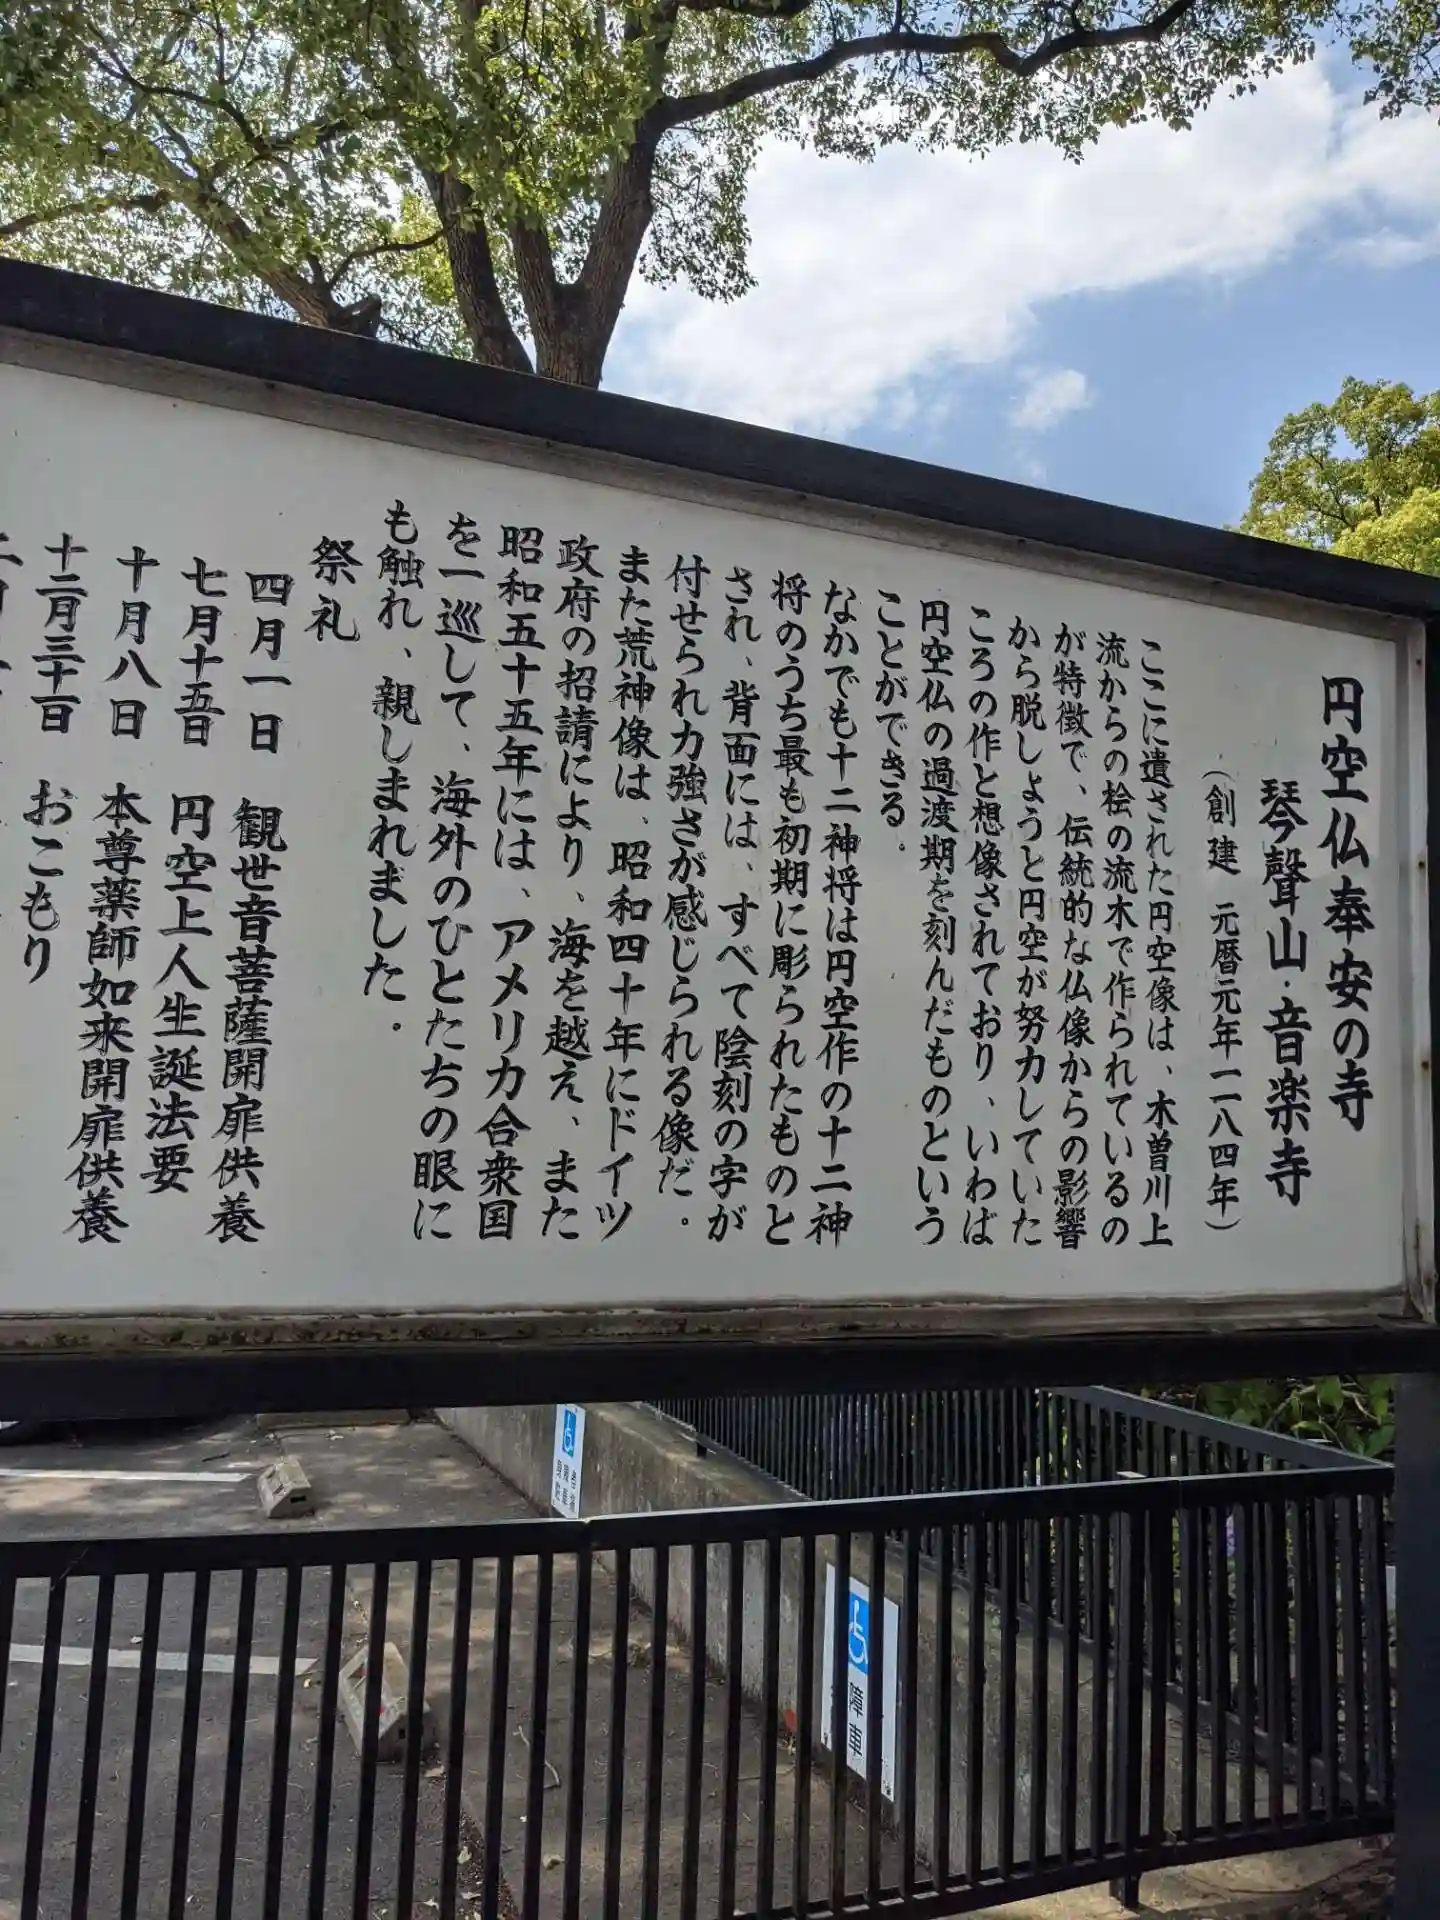 円空仏奉安の寺
琴聲山・音楽寺
(創建 元暦元年一一八四年)
ここに遺された円空像は、木曽川上
流からの桧の流木で作られているの
が特徴で、伝統的な仏像からの影響
から脱しようと円空が努力していた
ころの作と想像されており、いわば
円空仏の過渡期を刻んだものという
ことができる.
なかでも十二神将は円空作の十二神
将のうち最も初期に彫られたものと
され、背面には、すべて陰刻の字が
付せられ力強さが感じられる像だ.
また荒神像は、昭和四十年にドイツ
政府の招請により、海を越え、また
昭和五十五年には、アメリカ合衆国
を一巡して、海外のひとたちの眼に
も触れ、親しまれました.
祭礼
四月一日 観世音菩薩開扉供養
七月十五日 円空上人生誕法要
十月八日 本尊薬師如来開扉供養
十二月三十一日 おこもり
障
車